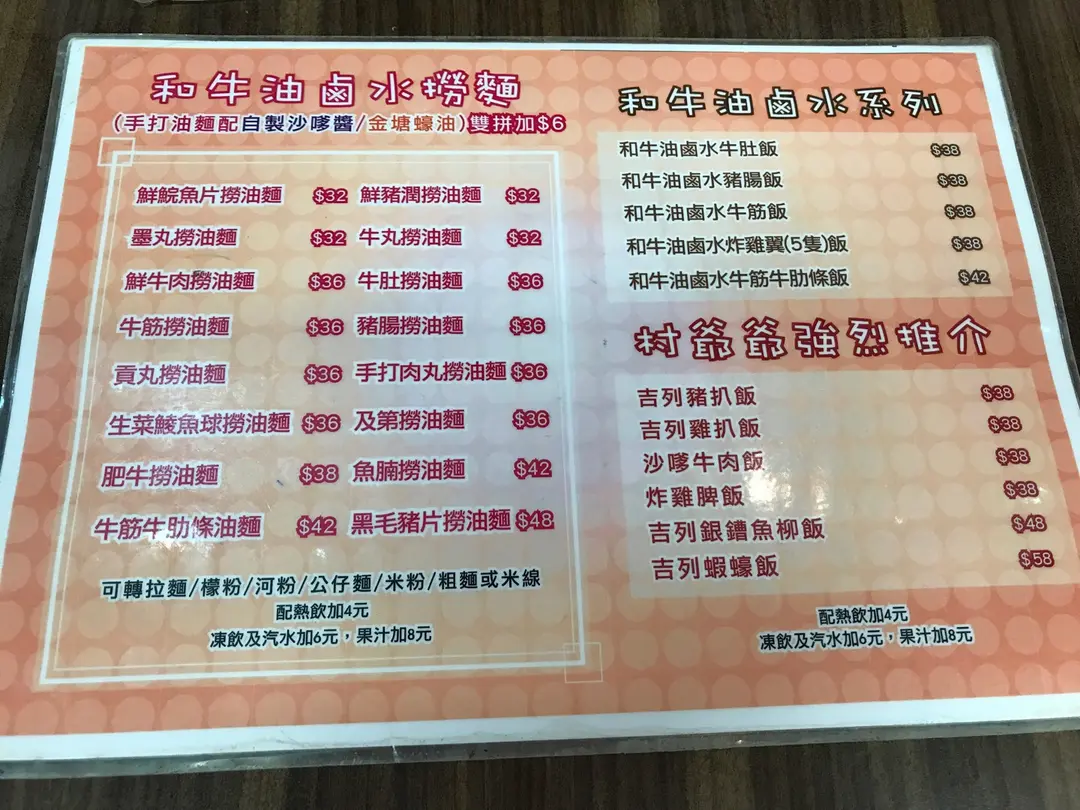 和牛油鹵水撈麵
(手打油麵配自製沙嗲醬/金塘蠔油)雙拼加$6
鮮鯇魚片撈油麵 $32 鮮豬潤撈油麵 $32
墨丸撈油麵 $32 牛丸撈油麵 $32
鮮牛肉撈油麵 $36 牛肚撈油麵 $36
牛筋撈油麵 $36 豬腸撈油麵 $36
貢丸撈油麵 $36 手打肉丸撈油麵 $36
生菜鯪魚球撈油麵 $36 及第撈油麵 $36
肥牛撈油麵 $38 魚腩撈油麵 $42
牛筋牛肋條油麵 $42 黑毛豬片撈油麵 $48
可轉拉麵/檬粉/河粉/公仔麵/米粉/粗麵或米線
配熱飲加4元
凍飲及汽水加6元，果汁加8元
和牛油鹵水系列
和牛油鹵水牛肚飯 $38
和牛油鹵水豬腸飯 $38
和牛油鹵水牛筋飯 $38
和牛油鹵水炸雞翼(5隻)飯 $38
和牛油鹵水牛筋牛肋條飯 $42
村爺爺強烈推介
吉列豬扒飯 $38
吉列雞扒飯 $38
沙嗲牛肉飯 $38
炸雞脾飯 $38
吉列銀鱈魚柳飯 $48
吉列蝦蠔飯 $58
配熱飲加4元
凍飲及汽水加6元，果汁加8元